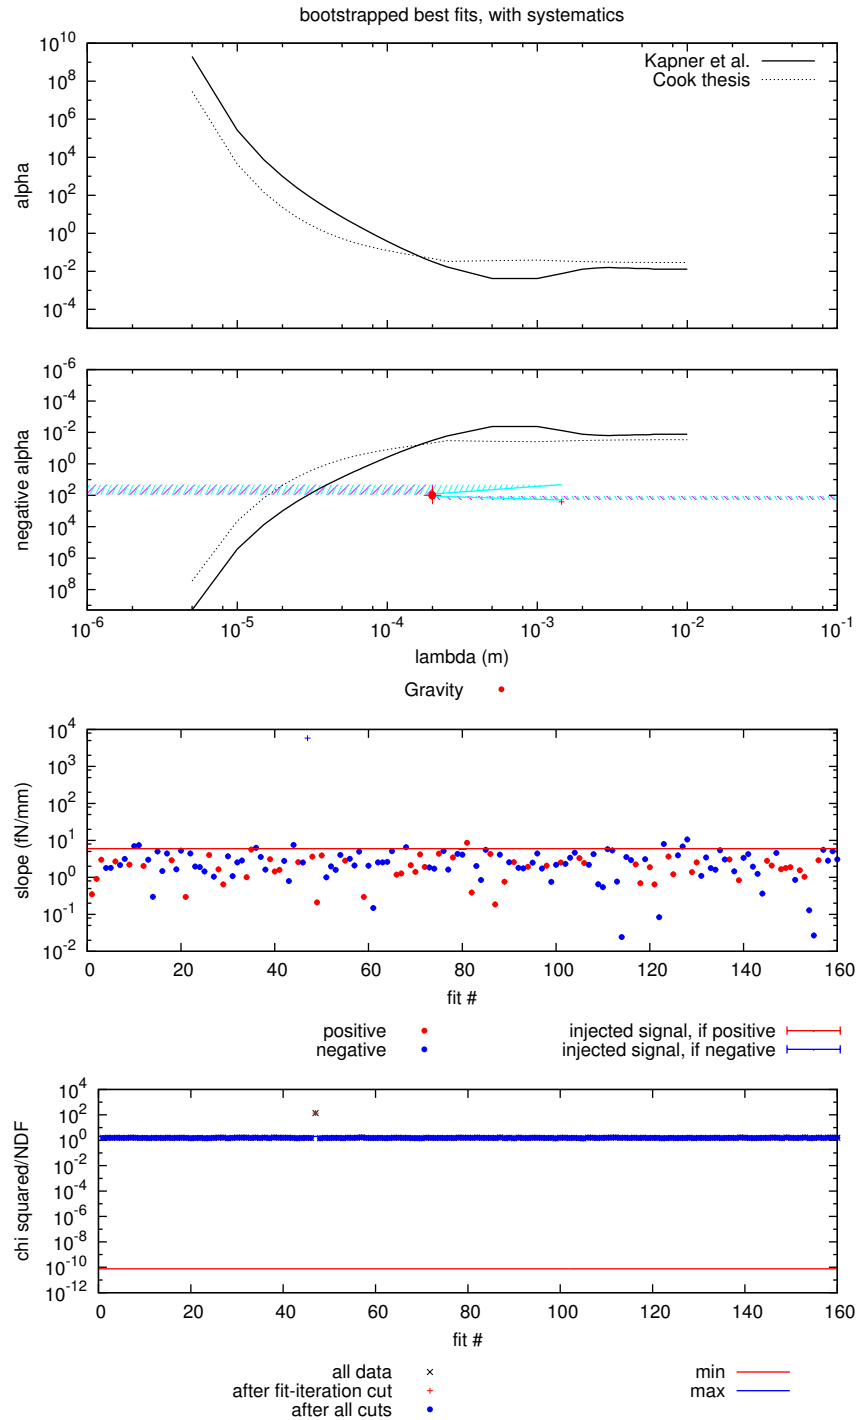 bootstrapped best fits, with systematics
alpha
10^10
10^8
10^6
10^4
10^2
10^0
10^-2
10^-4
Kapner et al.
Cook thesis
negative alpha
10^-6
10^-4
10^-2
10^0
10^2
10^4
10^6
10^8
10^-6 10^-5 10^-4 10^-3 10^-2 10^-1
lambda (m)
Gravity
slope (fN/mm)
10^4
10^3
10^2
10^1
10^0
10^-1
10^-2
0 20 40 60 80 100 120 140 160
fit #
positive
negative
injected signal, if positive
injected signal, if negative
chi squared/NDF
10^4
10^2
10^0
10^-2
10^-4
10^-6
10^-8
10^-10
10^-12
0 20 40 60 80 100 120 140 160
fit #
all data
after fit-iteration cut
after all cuts
min
max